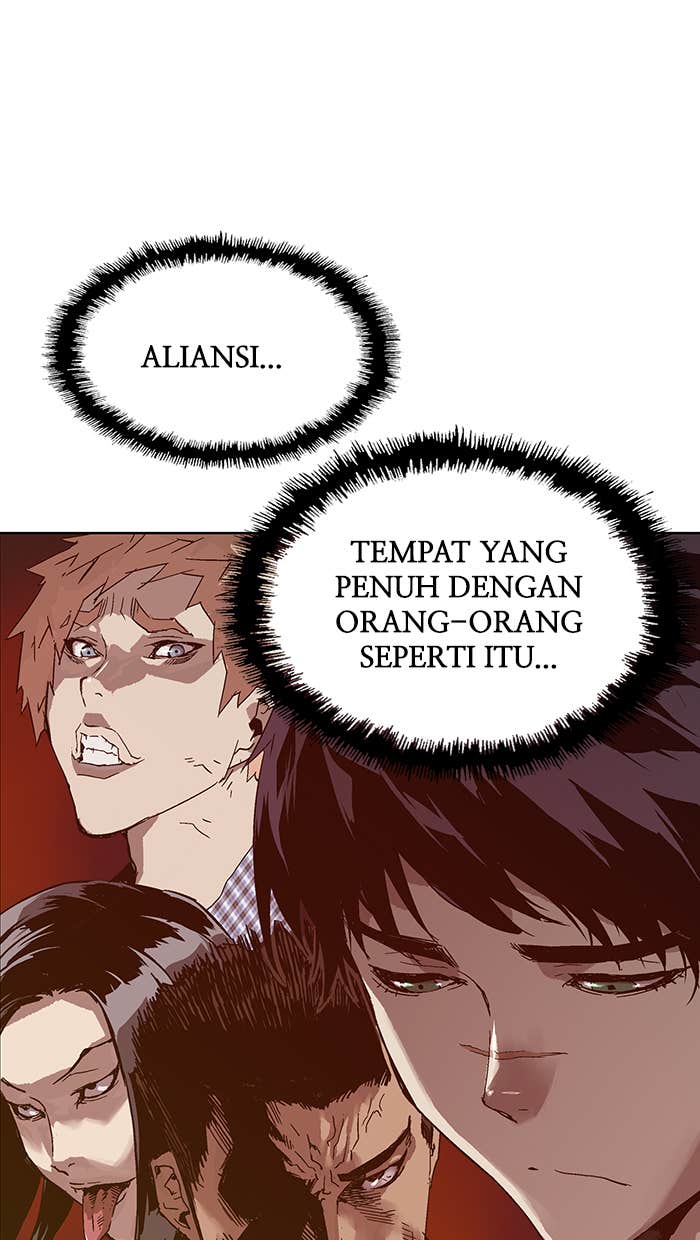 ALIANSI...
TEMPAT YANG
PENUH DENGAN
ORANG-ORANG
SEPERTI ITU...